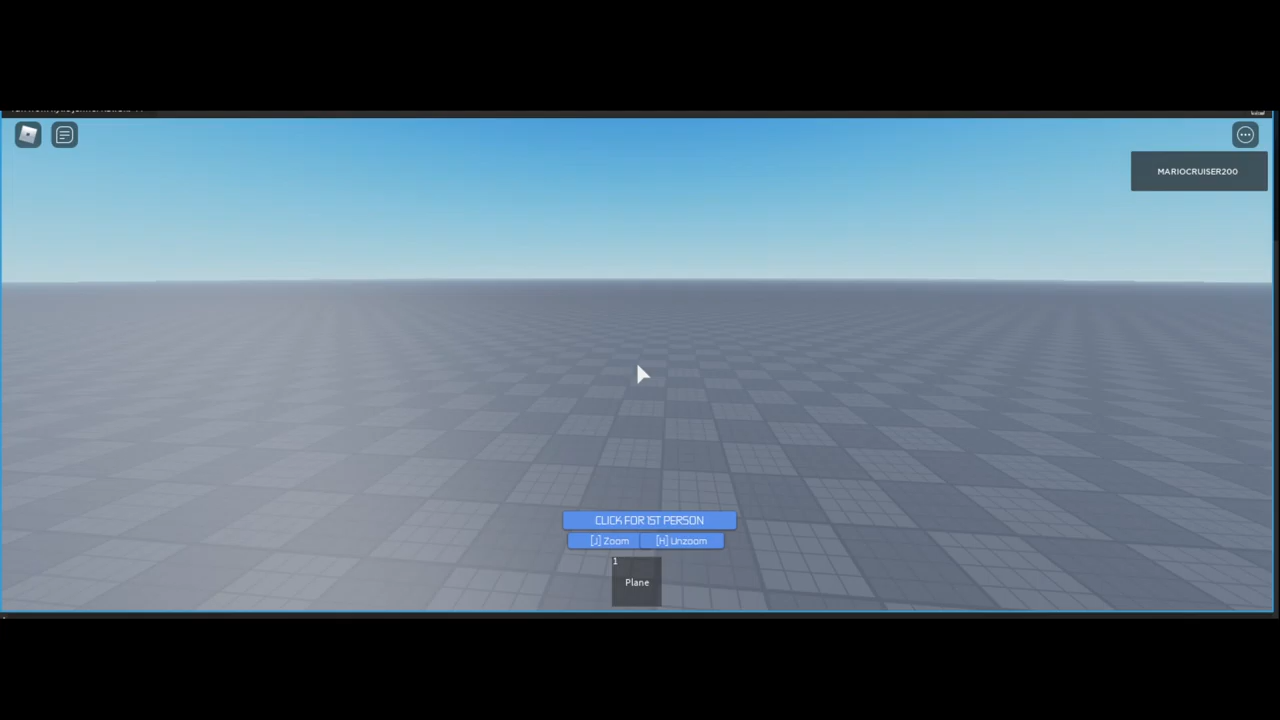 MARIOCRUISER200
CLICK FOR 1ST PERSON
[J] Zoom [H] Unzoom
1
Plane